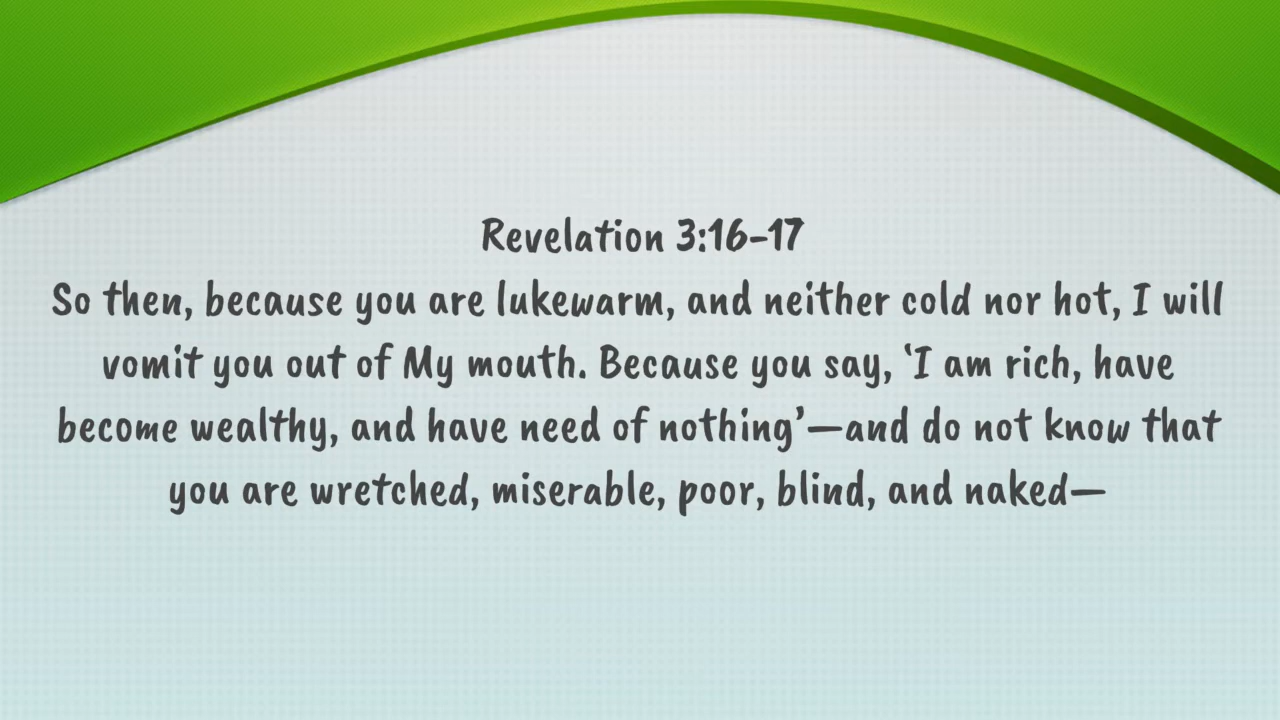 Revelation 3:16-17
So then, because you are lukewarm, and neither cold nor hot, I will
vomit you out of My mouth. Because you say, ‘I am rich, have
become wealthy, and have need of nothing’—and do not know that
you are wretched, miserable, poor, blind, and naked—